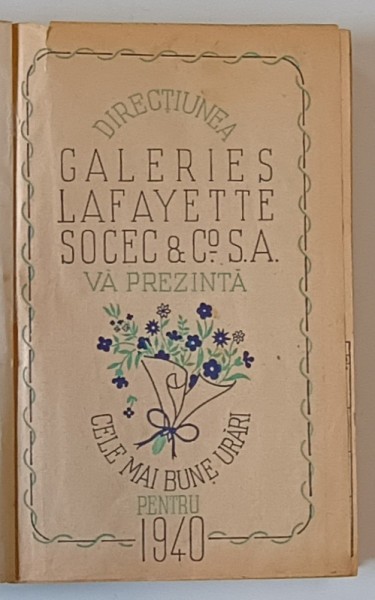 DIRECȚIUNEA
GALERIES
LAFAYETTE
SOCEC & Cº. S.A.
VĂ PREZINTĂ
CELE MAI BUNE URĂRI
PENTRU
1940